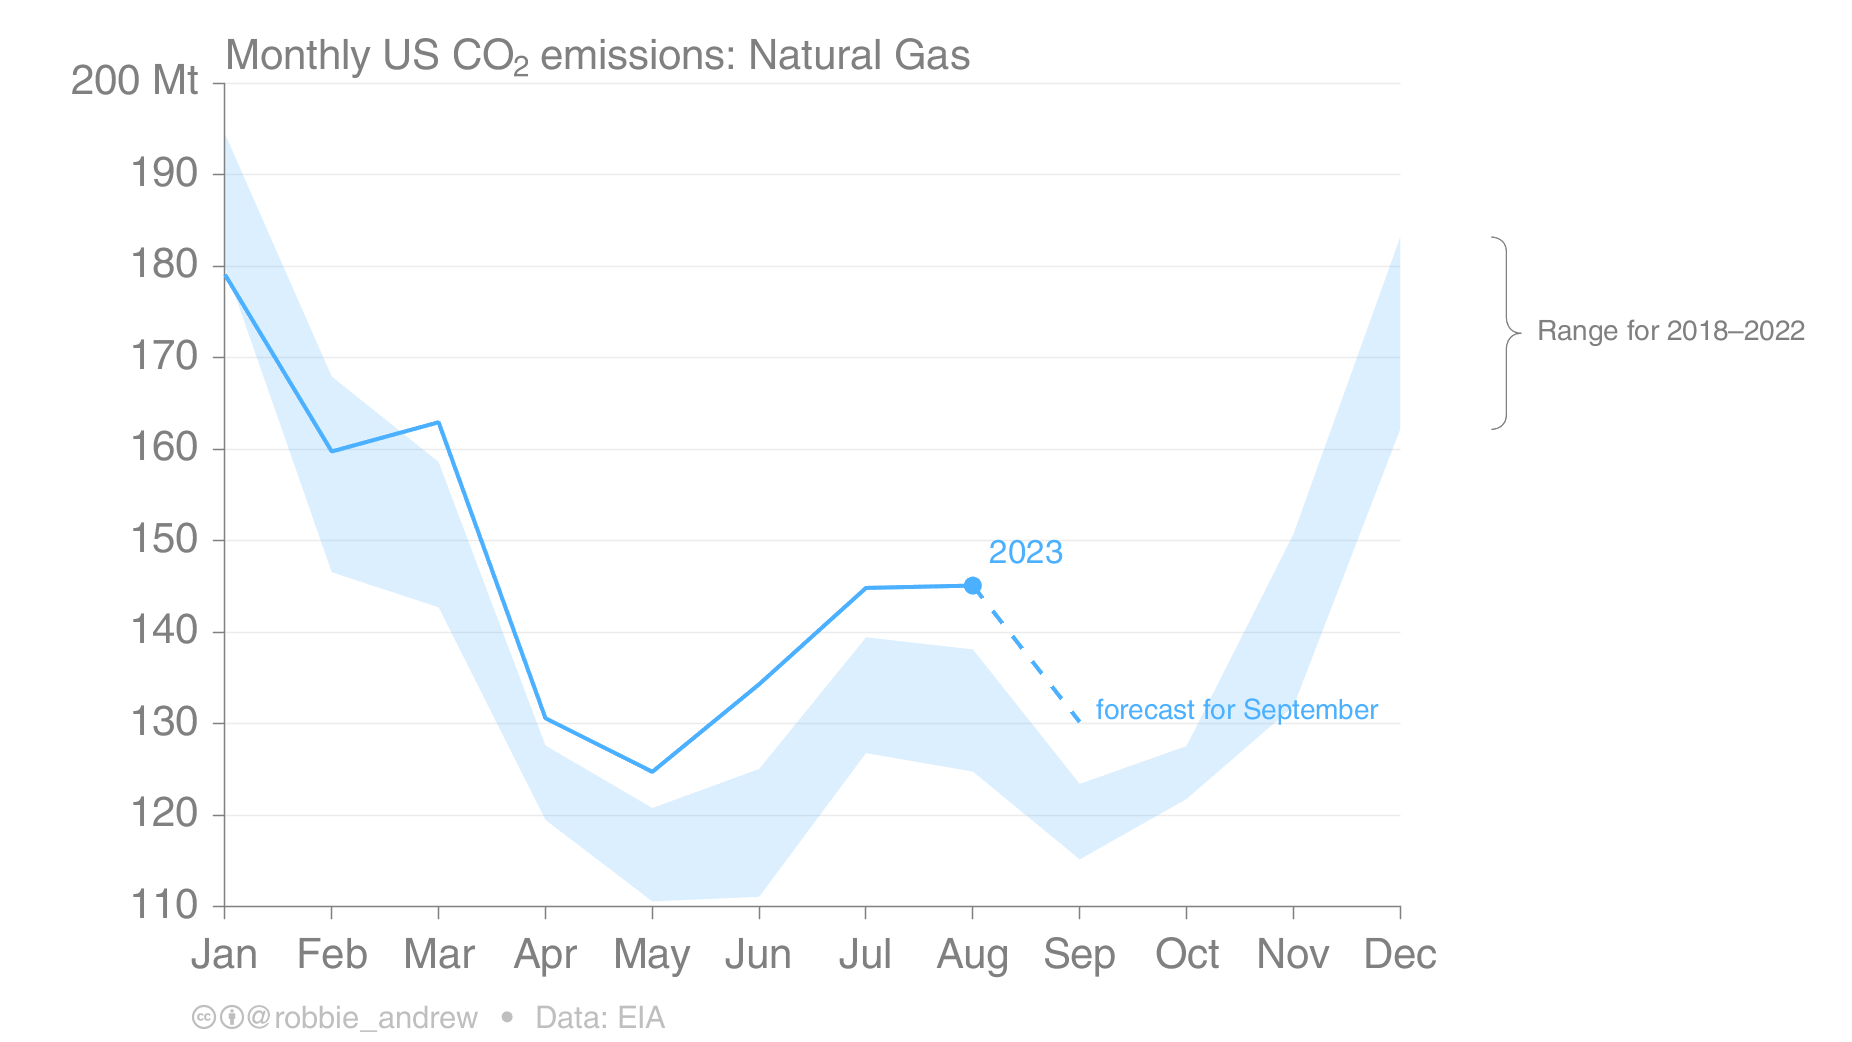 Monthly US CO₂ emissions: Natural Gas
200 Mt
190
180
170
160
150
140
130
120
110
Range for 2018–2022
2023
forecast for September
Jan Feb Mar Apr May Jun Jul Aug Sep Oct Nov Dec
cc @robbie_andrew • Data: EIA